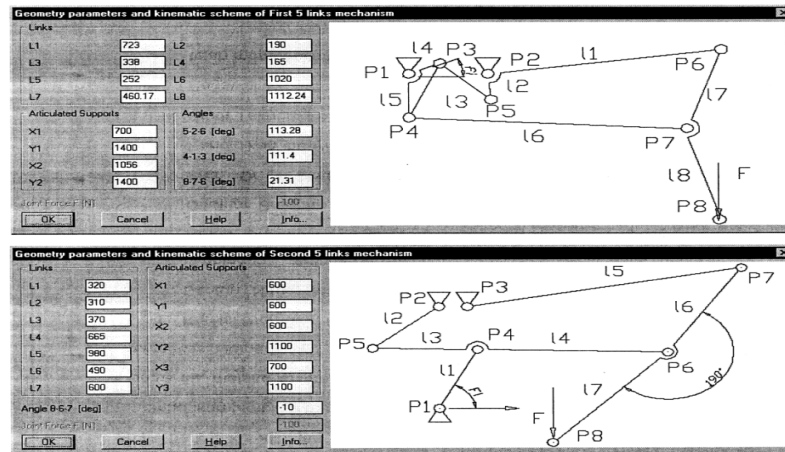 Geometry parameters and kinematic scheme of First 5 links mechanism
Links
L1 723 L2 190
L3 338 L4 165
L5 252 L6 1020
L7 460.17 L8 1112.24
Articulated Supports
X1 700
Y1 1400
X2 1056
Y2 1400
Angles
5-2-6 [deg] 113.28
4-1-3 [deg] 111.4
8-7-6 [deg] 21.31
Joint Force F [N] -100
OK Cancel Help Info...
l4 P3 P2 l1 P6
P1
l5 l3 l2 l7
P5
P4 l6 P7
l8 F
P8
Geometry parameters and kinematic scheme of Second 5 links mechanism
Links
L1 320
L2 310
L3 370
L4 665
L5 980
L6 490
L7 600
Articulated Supports
X1 600
Y1 600
X2 600
Y2 1100
X3 700
Y3 1100
Angle 8-6-7 [deg] -10
Joint Force F [N] -100
OK Cancel Help Info...
l5 P7
P2 P3
l2 l6
P5 l3 P4 l4
P6
l1 l7 190°
P1 F1 F
P8